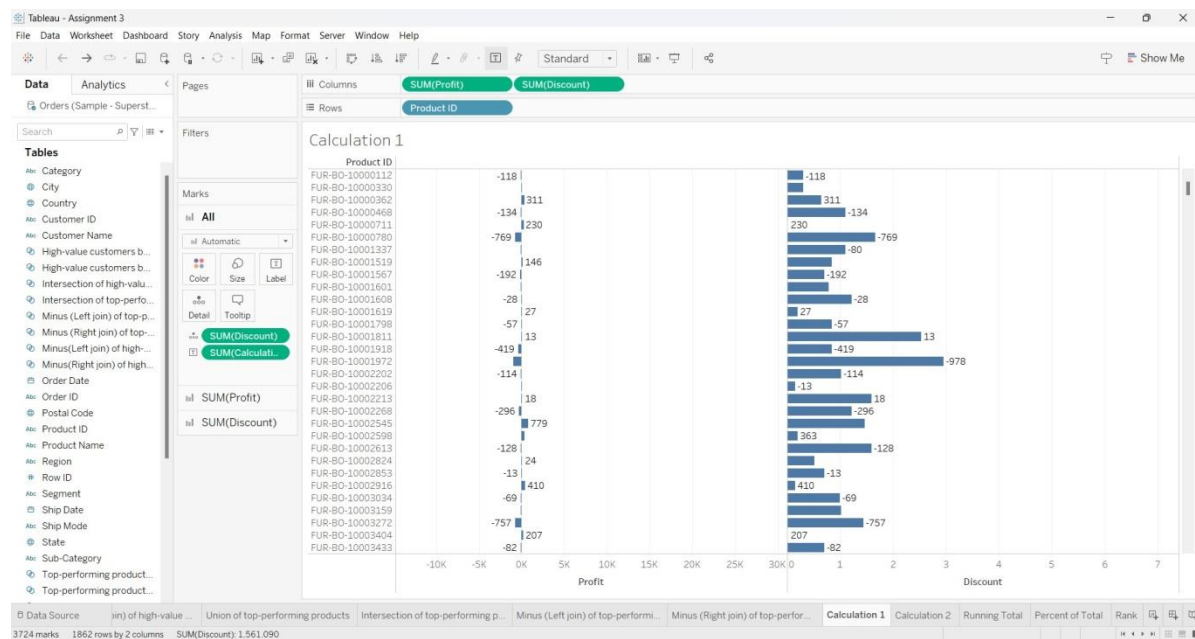 Tableau - Assignment 3
File Data Worksheet Dashboard Story Analysis Map Format Server Window Help
Standard
Show Me
Data Analytics
Orders (Sample - Superst...
Search
Tables
Category
City
Country
Customer ID
Customer Name
High-value customers b...
High-value customers b...
Intersection of high-valu...
Intersection of top-perfo...
Minus (Left join) of top-p...
Minus (Right join) of top-...
Minus(Left join) of high-...
Minus(Right join) of high...
Order Date
Order ID
Postal Code
Product ID
Product Name
Region
Row ID
Segment
Ship Date
Ship Mode
State
Sub-Category
Top-performing product...
Top-performing product...
Pages
Filters
Marks
All
Automatic
Color Size Label
Detail Tooltip
SUM(Discount)
SUM(Calculati...
SUM(Profit)
SUM(Discount)
Columns SUM(Profit) SUM(Discount)
Rows Product ID
Calculation 1
Product ID
FUR-BO-10000112 -118 -118
FUR-BO-10000330
FUR-BO-10000362 311 311
FUR-BO-10000468 -134 -134
FUR-BO-10000711 230 230
FUR-BO-10000780 -769 -769
FUR-BO-10001337 -80
FUR-BO-10001519 146
FUR-BO-10001567 -192 -192
FUR-BO-10001601
FUR-BO-10001608 -28 -28
FUR-BO-10001619 27 27
FUR-BO-10001798 -57 -57
FUR-BO-10001811 13 13
FUR-BO-10001918 -419 -419
FUR-BO-10001972 -978
FUR-BO-10002202 -114 -114
FUR-BO-10002206 -13
FUR-BO-10002213 18 18
FUR-BO-10002268 -296 -296
FUR-BO-10002545 779
FUR-BO-10002598 363
FUR-BO-10002613 -128 -128
FUR-BO-10002824 24
FUR-BO-10002853 -13 -13
FUR-BO-10002916 410 410
FUR-BO-10003034 -69 -69
FUR-BO-10003159
FUR-BO-10003272 -757 -757
FUR-BO-10003404 207 207
FUR-BO-10003433 -82 -82
-10K -5K 0K 5K 10K 15K 20K 25K 30K 0 1 2 3 4 5 6 7
Profit Discount
Data Source oin) of high-value ... Union of top-performing products Intersection of top-performing p... Minus (Left join) of top-performi... Minus (Right join) of top-perfor... Calculation 1 Calculation 2 Running Total Percent of Total Rank
3724 marks 1862 rows by 2 columns SUM(Discount): 1.561.090